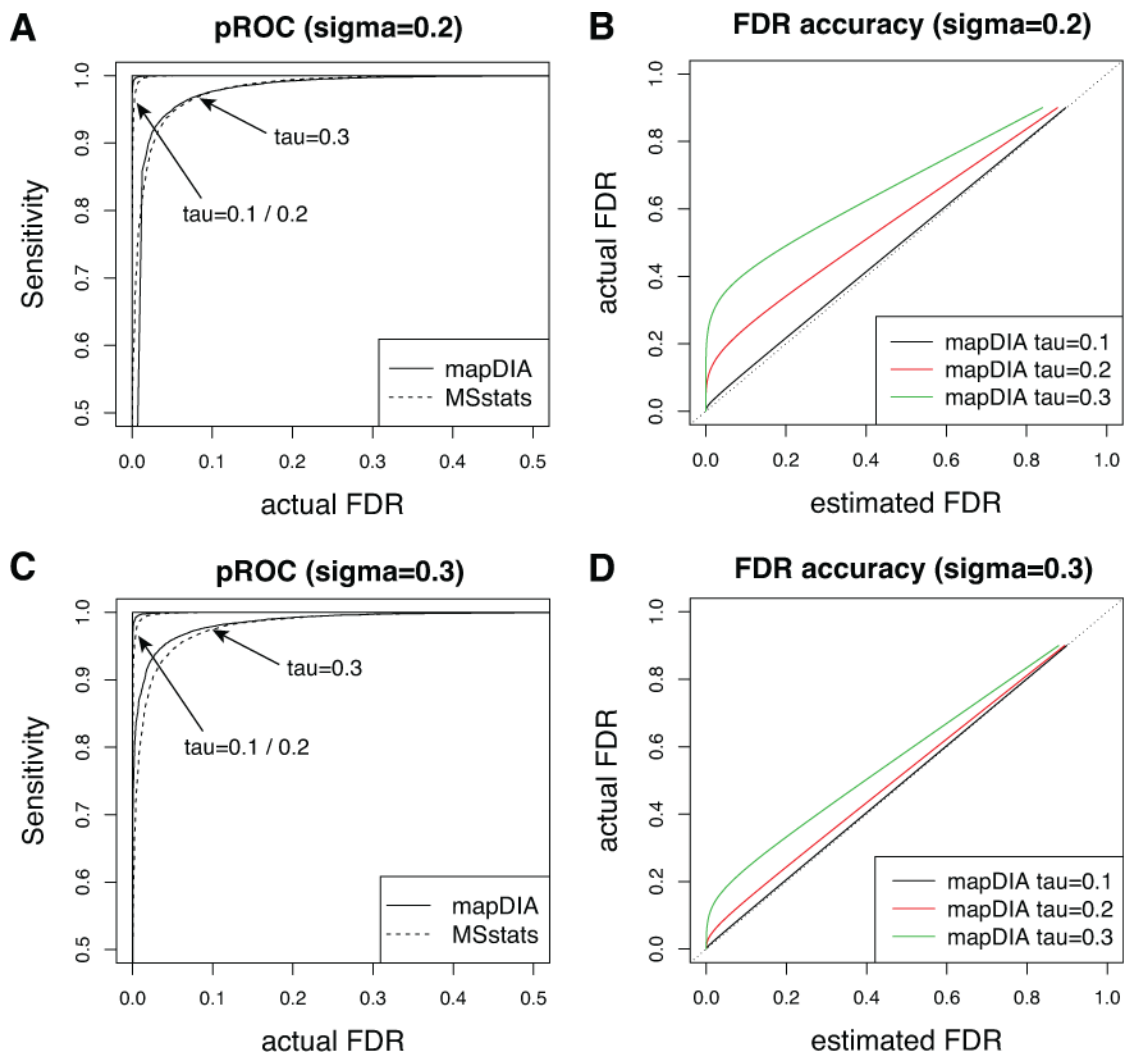 A
pROC (sigma=0.2)
Sensitivity
1.0
0.9
0.8
0.7
0.6
0.5
tau=0.3
tau=0.1 / 0.2
mapDIA
MSstats
0.0 0.1 0.2 0.3 0.4 0.5
actual FDR
B
FDR accuracy (sigma=0.2)
actual FDR
1.0
0.8
0.6
0.4
0.2
0.0
mapDIA tau=0.1
mapDIA tau=0.2
mapDIA tau=0.3
0.0 0.2 0.4 0.6 0.8 1.0
estimated FDR
C
pROC (sigma=0.3)
Sensitivity
1.0
0.9
0.8
0.7
0.6
0.5
tau=0.3
tau=0.1 / 0.2
mapDIA
MSstats
0.0 0.1 0.2 0.3 0.4 0.5
actual FDR
D
FDR accuracy (sigma=0.3)
actual FDR
1.0
0.8
0.6
0.4
0.2
0.0
mapDIA tau=0.1
mapDIA tau=0.2
mapDIA tau=0.3
0.0 0.2 0.4 0.6 0.8 1.0
estimated FDR